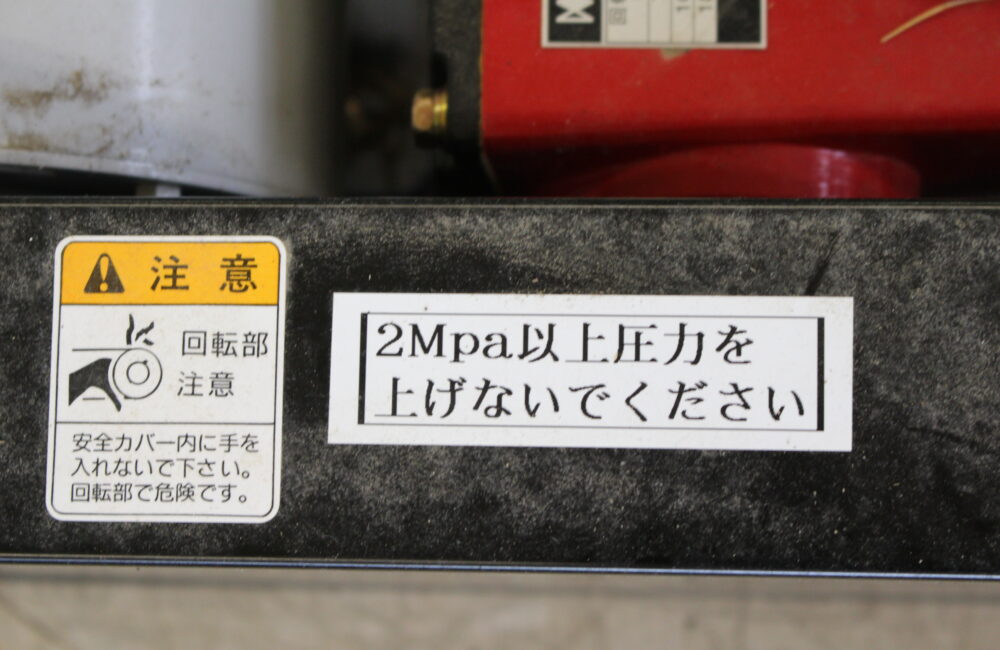 注意
回転部
注意
安全カバー内に手を
入れないで下さい。
回転部で危険です。
2Mpa以上圧力を
上げないでください